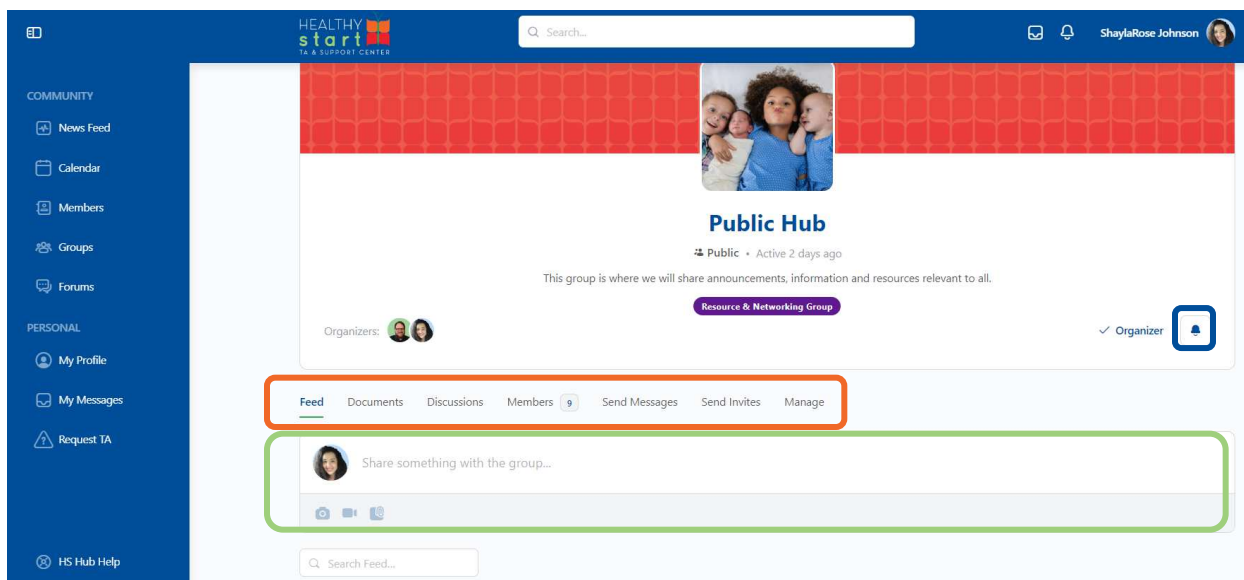 HEALTHY
start
TA & SUPPORT CENTER
Search...
ShaylaRose Johnson
COMMUNITY
News Feed
Calendar
Members
Groups
Forums
PERSONAL
My Profile
My Messages
Request TA
HS Hub Help
Public Hub
Public • Active 2 days ago
This group is where we will share announcements, information and resources relevant to all.
Resource & Networking Group
Organizers:
Organizer
Feed Documents Discussions Members 9 Send Messages Send Invites Manage
Share something with the group...
Search Feed...